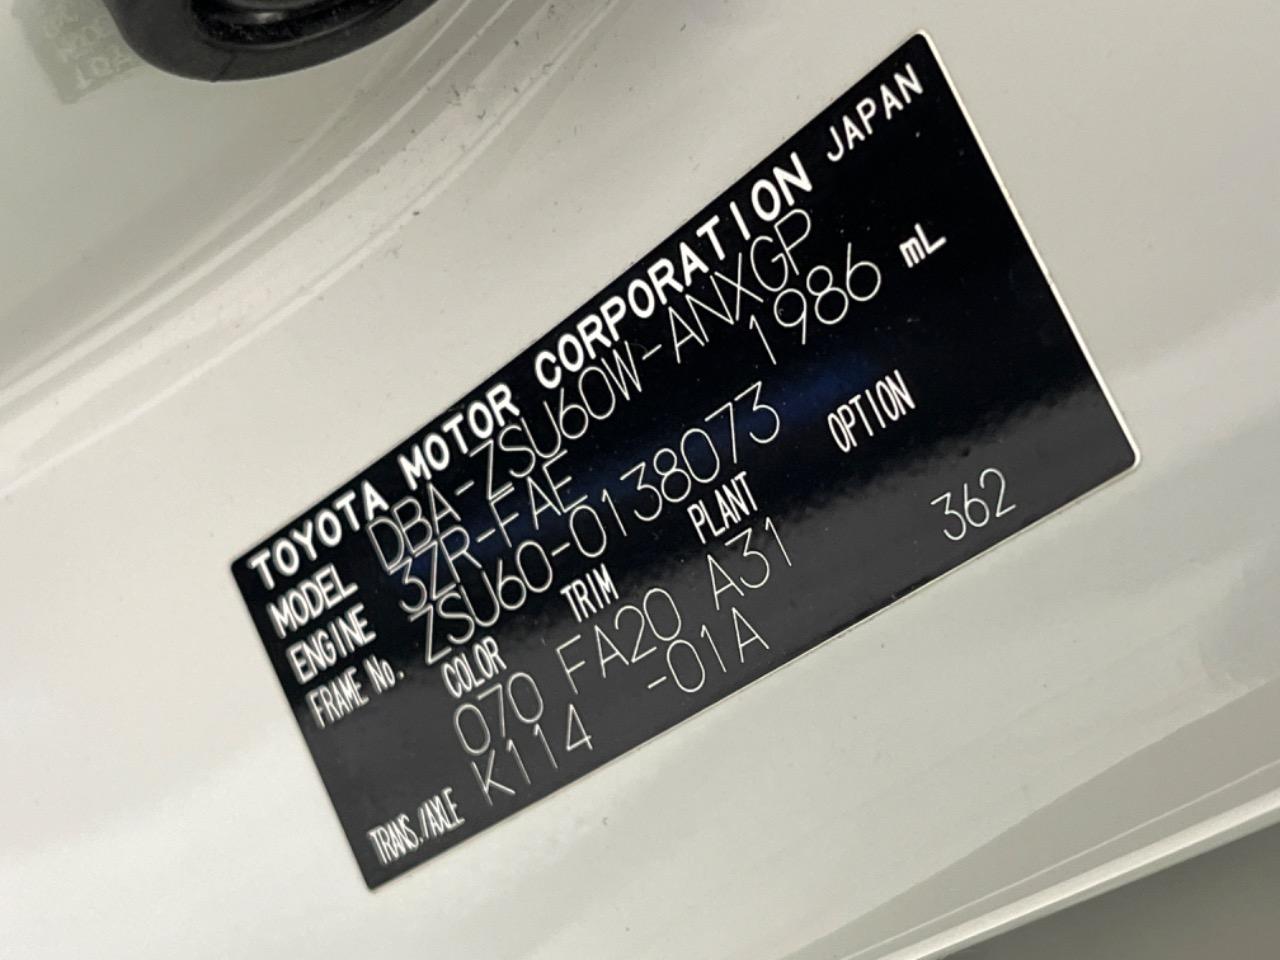 TOYOTA MOTOR CORPORATION JAPAN
MODEL DBA-ZSU60W-ANXGP
ENGINE 3ZR-FAE 1986 mL
FRAME No. ZSU60-0138073
COLOR TRIM PLANT OPTION
070 FA20 A31 362
TRANS./AXLE K114 -01A